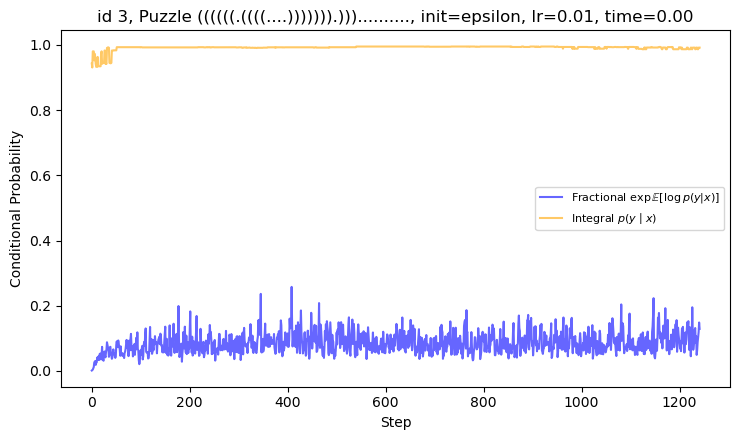 id 3, Puzzle ((((((.((((....))))))).))).........., init=epsilon, lr=0.01, time=0.00
Conditional Probability
1.0
0.8
0.6
0.4
0.2
0.0
Fractional exp𝔼[log p(y|x)]
Integral p(y | x)
0
200
400
600
800
1000
1200
Step